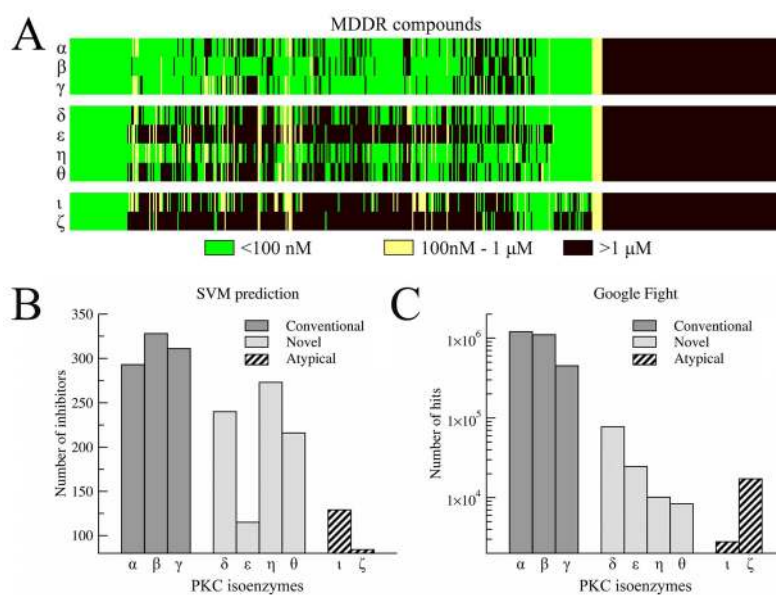 A
MDDR compounds
α
β
γ
δ
ε
η
θ
ι
ζ
<100 nM
100nM - 1 μM
>1 μM
B
SVM prediction
Conventional
Novel
Atypical
Number of inhibitors
350
300
250
200
150
100
α β γ δ ε η θ ι ζ
PKC isoenzymes
C
Google Fight
Conventional
Novel
Atypical
Number of hits
1×10⁶
1×10⁵
1×10⁴
α β γ δ ε η θ ι ζ
PKC isoenzymes